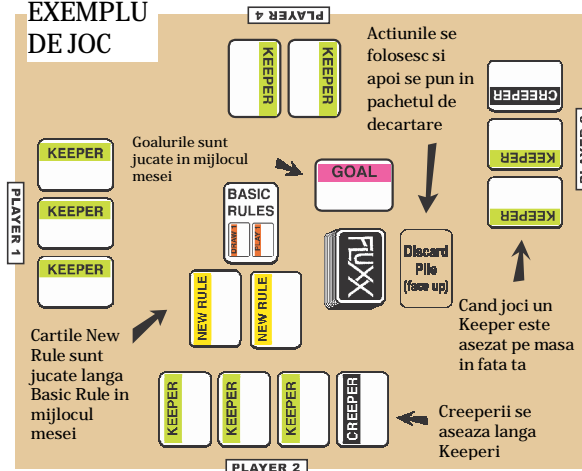 EXEMPLU
DE JOC
PLAYER 4
KEEPER
KEEPER
Actiunile se
folosesc si
apoi se pun in
pachetul de
decartare
CREEPER
KEEPER
KEEPER
Goalurile sunt
jucate in mijlocul
mesei
KEEPER
KEEPER
KEEPER
PLAYER 1
GOAL
BASIC
RULES
DRAW 1
PLAY 1
FLUXX
Discard
Pile
(face up)
NEW RULE
NEW RULE
Cartile New
Rule sunt
jucate langa
Basic Rule in
mijlocul
mesei
Cand joci un
Keeper este
asezat pe masa
in fata ta
KEEPER
KEEPER
KEEPER
CREEPER
Creeperii se
aseaza langa
Keeperi
PLAYER 2